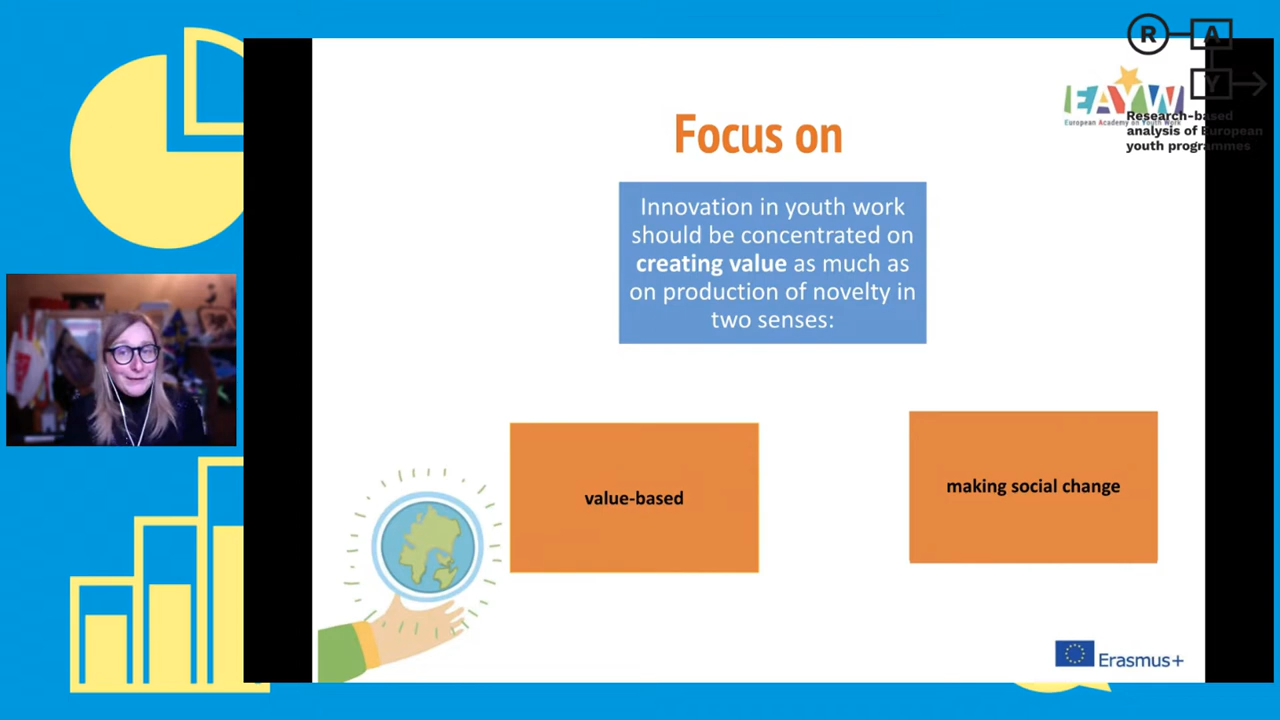 R A
Y
Research-based
analysis of European
youth programmes
EAYW
European Academy on Youth Work
Focus on
Innovation in youth work
should be concentrated on
creating value as much as
on production of novelty in
two senses:
value-based
making social change
Erasmus+